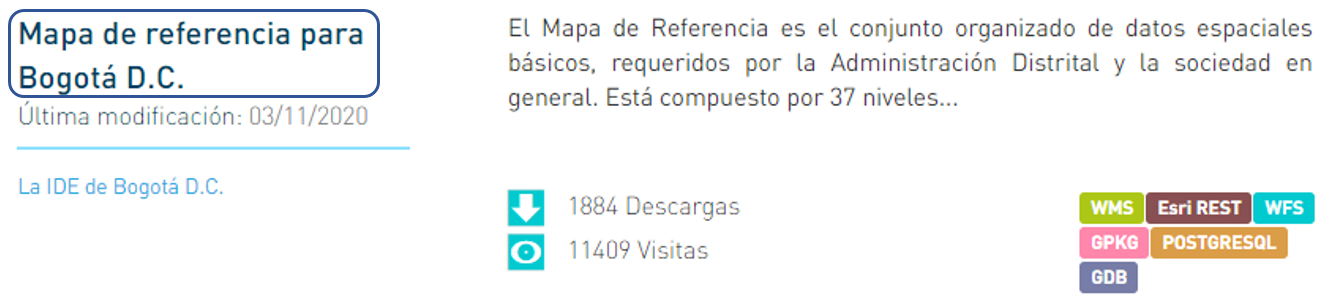 Mapa de referencia para
Bogotá D.C.
Última modificación: 03/11/2020
La IDE de Bogotá D.C.
El Mapa de Referencia es el conjunto organizado de datos espaciales
básicos, requeridos por la Administración Distrital y la sociedad en
general. Está compuesto por 37 niveles...
1884 Descargas
11409 Visitas
WMS Esri REST WFS
GPKG POSTGRESQL
GDB